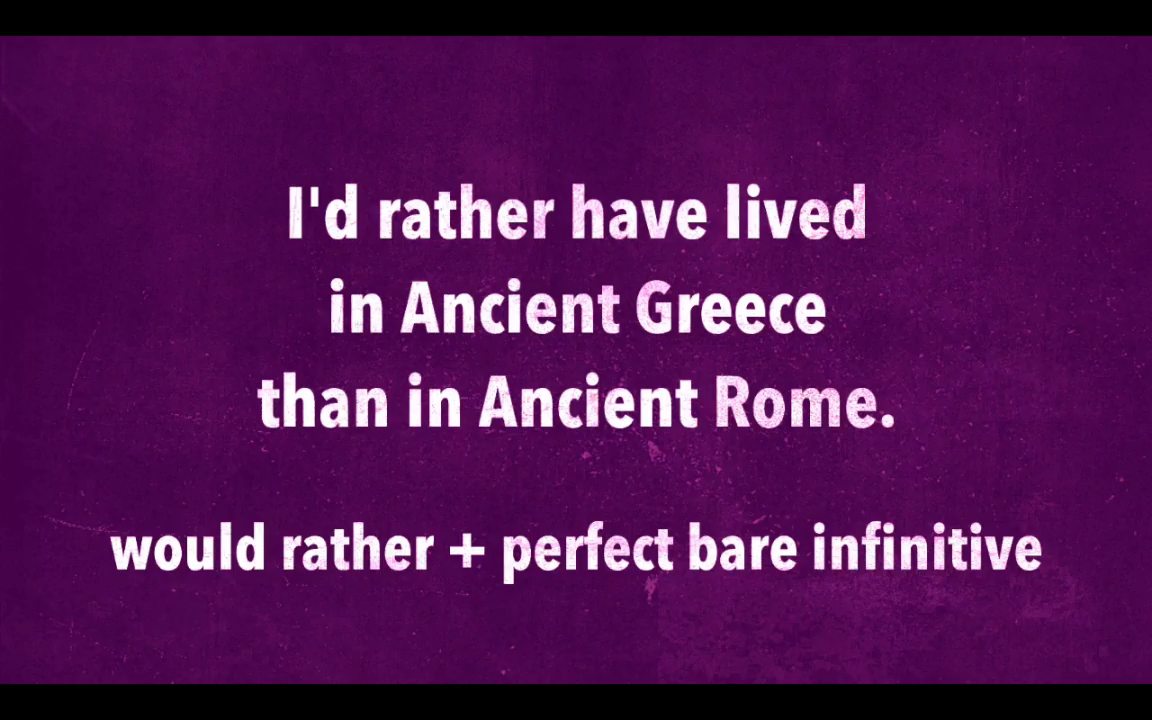 I'd rather have lived
in Ancient Greece
than in Ancient Rome.
would rather + perfect bare infinitive